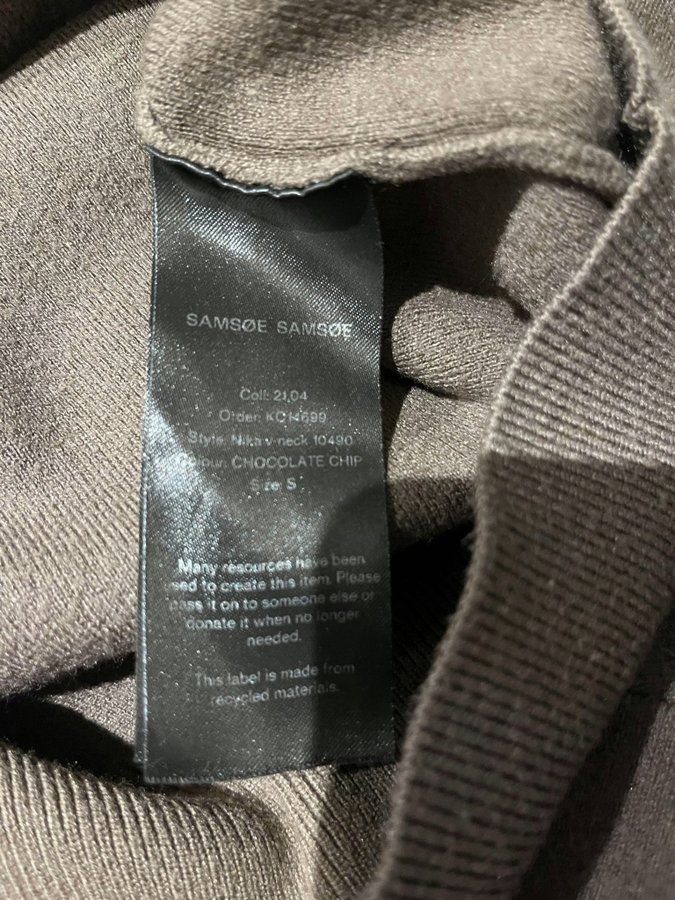 SAMSØE SAMSØE
Coll: 21,04
Order: KC14699
Style: Nika v-neck 10490
Colour: CHOCOLATE CHIP
Size: S
Many resources have been
used to create this item. Please
pass it on to someone else or
donate it when no longer
needed.
This label is made from
recycled materials.